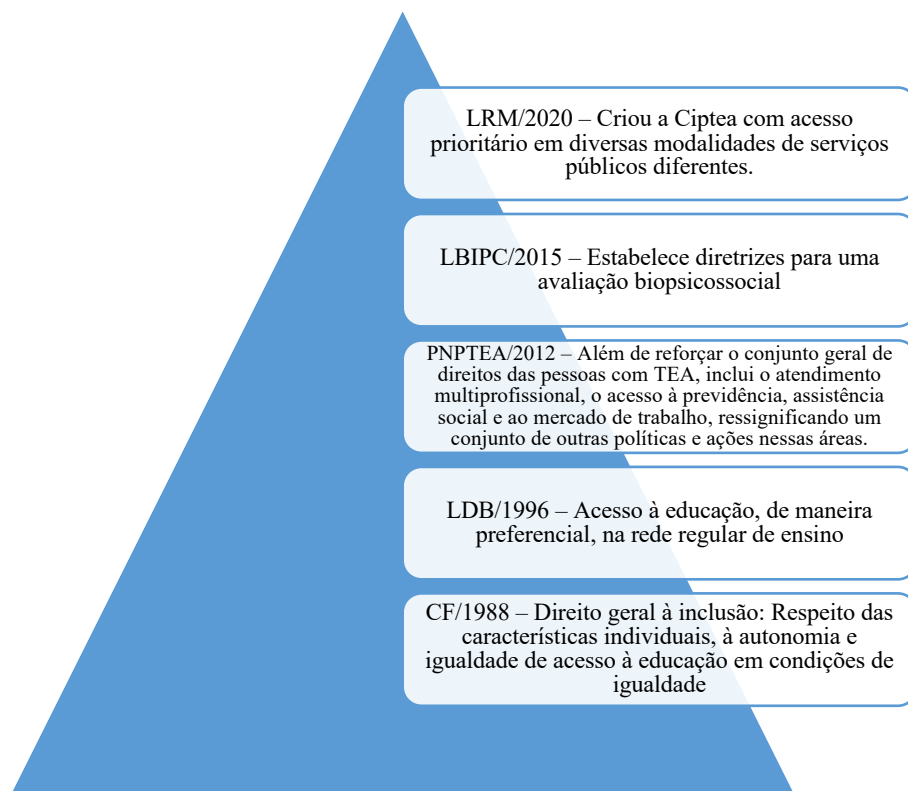 LRM/2020 – Criou a Ciptea com acesso
prioritário em diversas modalidades de serviços
públicos diferentes.
LBIPC/2015 – Estabelece diretrizes para uma
avaliação biopsicossocial
PNPTEA/2012 – Além de reforçar o conjunto geral de
direitos das pessoas com TEA, inclui o atendimento
multiprofissional, o acesso à previdência, assistência
social e ao mercado de trabalho, ressignificando um
conjunto de outras políticas e ações nessas áreas.
LDB/1996 – Acesso à educação, de maneira
preferencial, na rede regular de ensino
CF/1988 – Direito geral à inclusão: Respeito das
características individuais, à autonomia e
igualdade de acesso à educação em condições de
igualdade